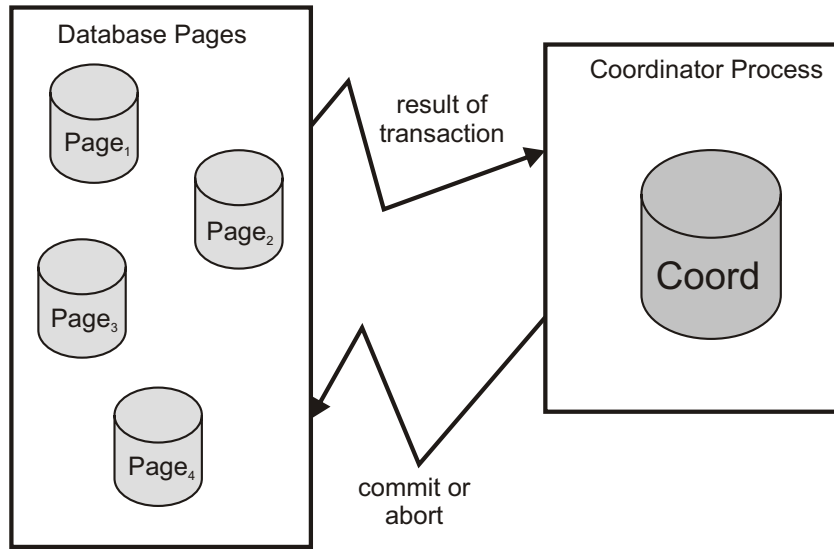 Database Pages
Page₁
Page₂
Page₃
Page₄
result of
transaction
commit or
abort
Coordinator Process
Coord